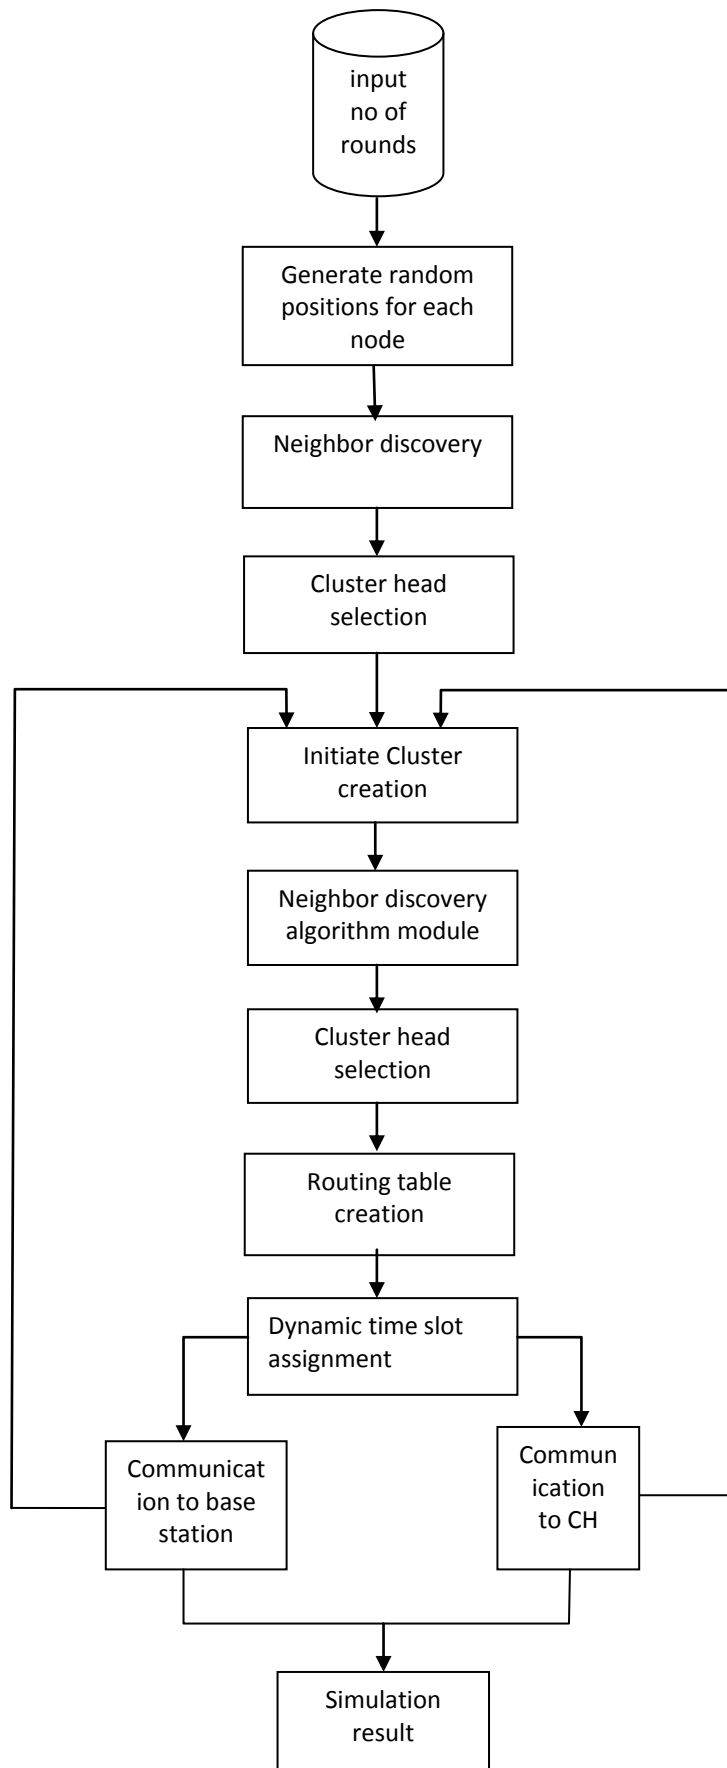 input
no of
rounds
Generate random
positions for each
node
Neighbor discovery
Cluster head
selection
Initiate Cluster
creation
Neighbor discovery
algorithm module
Cluster head
selection
Routing table
creation
Dynamic time slot
assignment
Communicat
ion to base
station
Commun
ication
to CH
Simulation
result